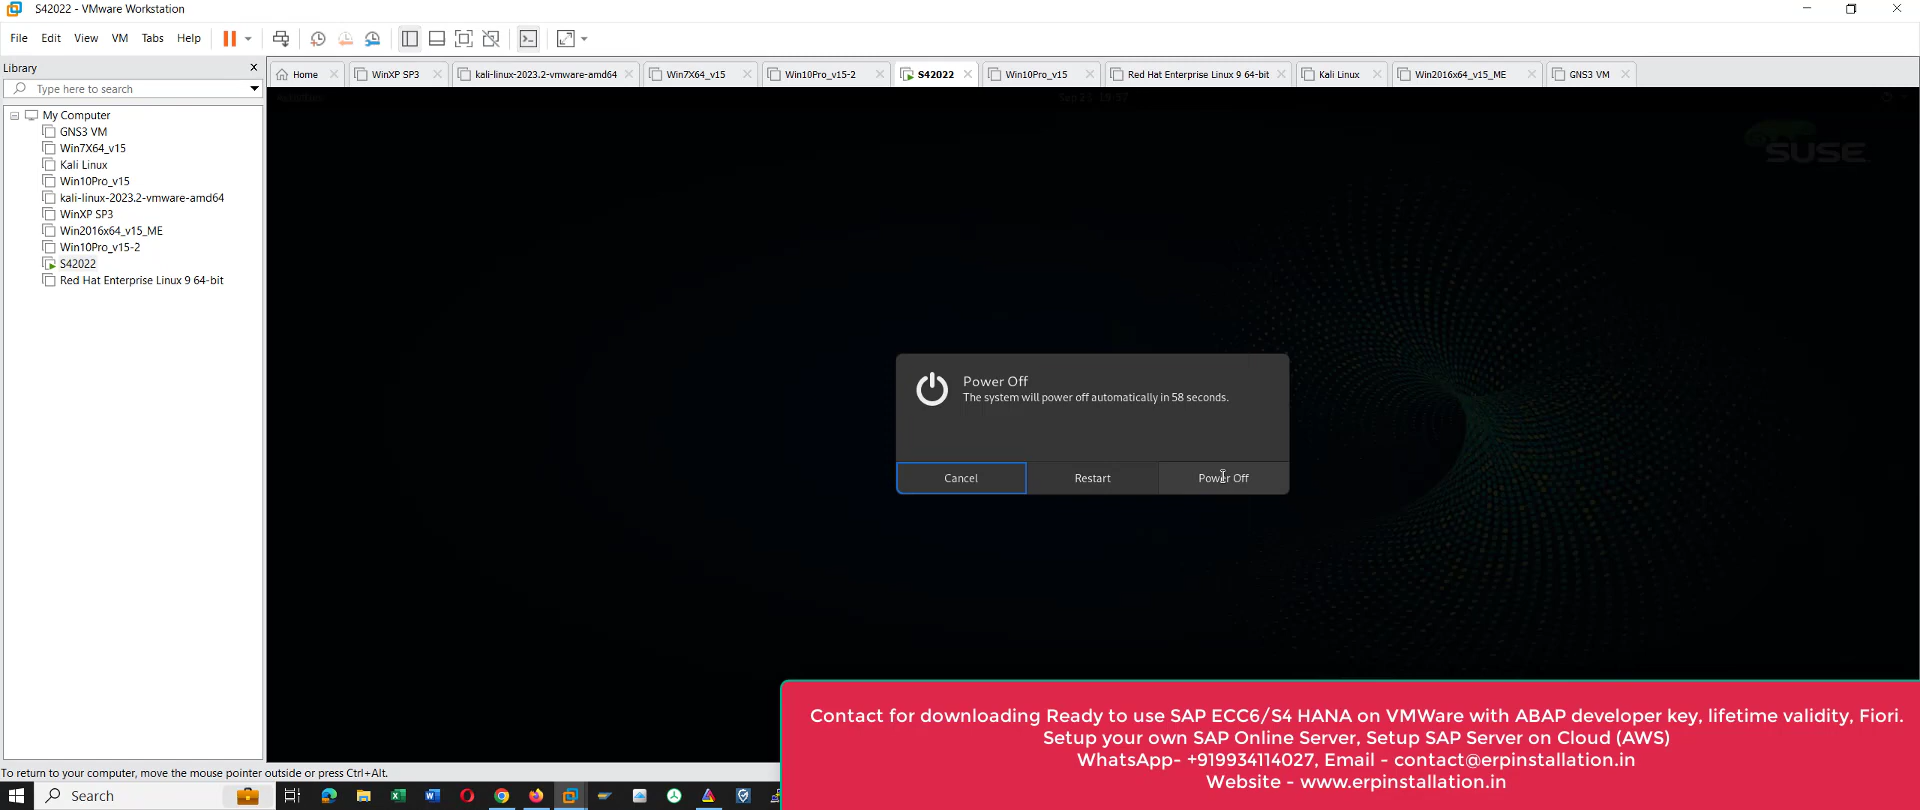 S42022 - VMware Workstation
File Edit View VM Tabs Help
Library
Type here to search
My Computer
GNS3 VM
Win7X64_v15
Kali Linux
Win10Pro_v15
kali-linux-2023.2-vmware-amd64
WinXP SP3
Win2016x64_v15_ME
Win10Pro_v15-2
S42022
Red Hat Enterprise Linux 9 64-bit
Home WinXP SP3 kali-linux-2023.2-vmware-amd64 Win7X64_v15 Win10Pro_v15-2 S42022 Win10Pro_v15 Red Hat Enterprise Linux 9 64-bit Kali Linux Win2016x64_v15_ME GNS3 VM
SUSE
Power Off
The system will power off automatically in 58 seconds.
Cancel Restart Power Off
Contact for downloading Ready to use SAP ECC6/S4 HANA on VMWare with ABAP developer key, lifetime validity, Fiori.
Setup your own SAP Online Server, Setup SAP Server on Cloud (AWS)
WhatsApp- +919934114027, Email - contact@erpinstallation.in
Website - www.erpinstallation.in
To return to your computer, move the mouse pointer outside or press Ctrl+Alt.
Search